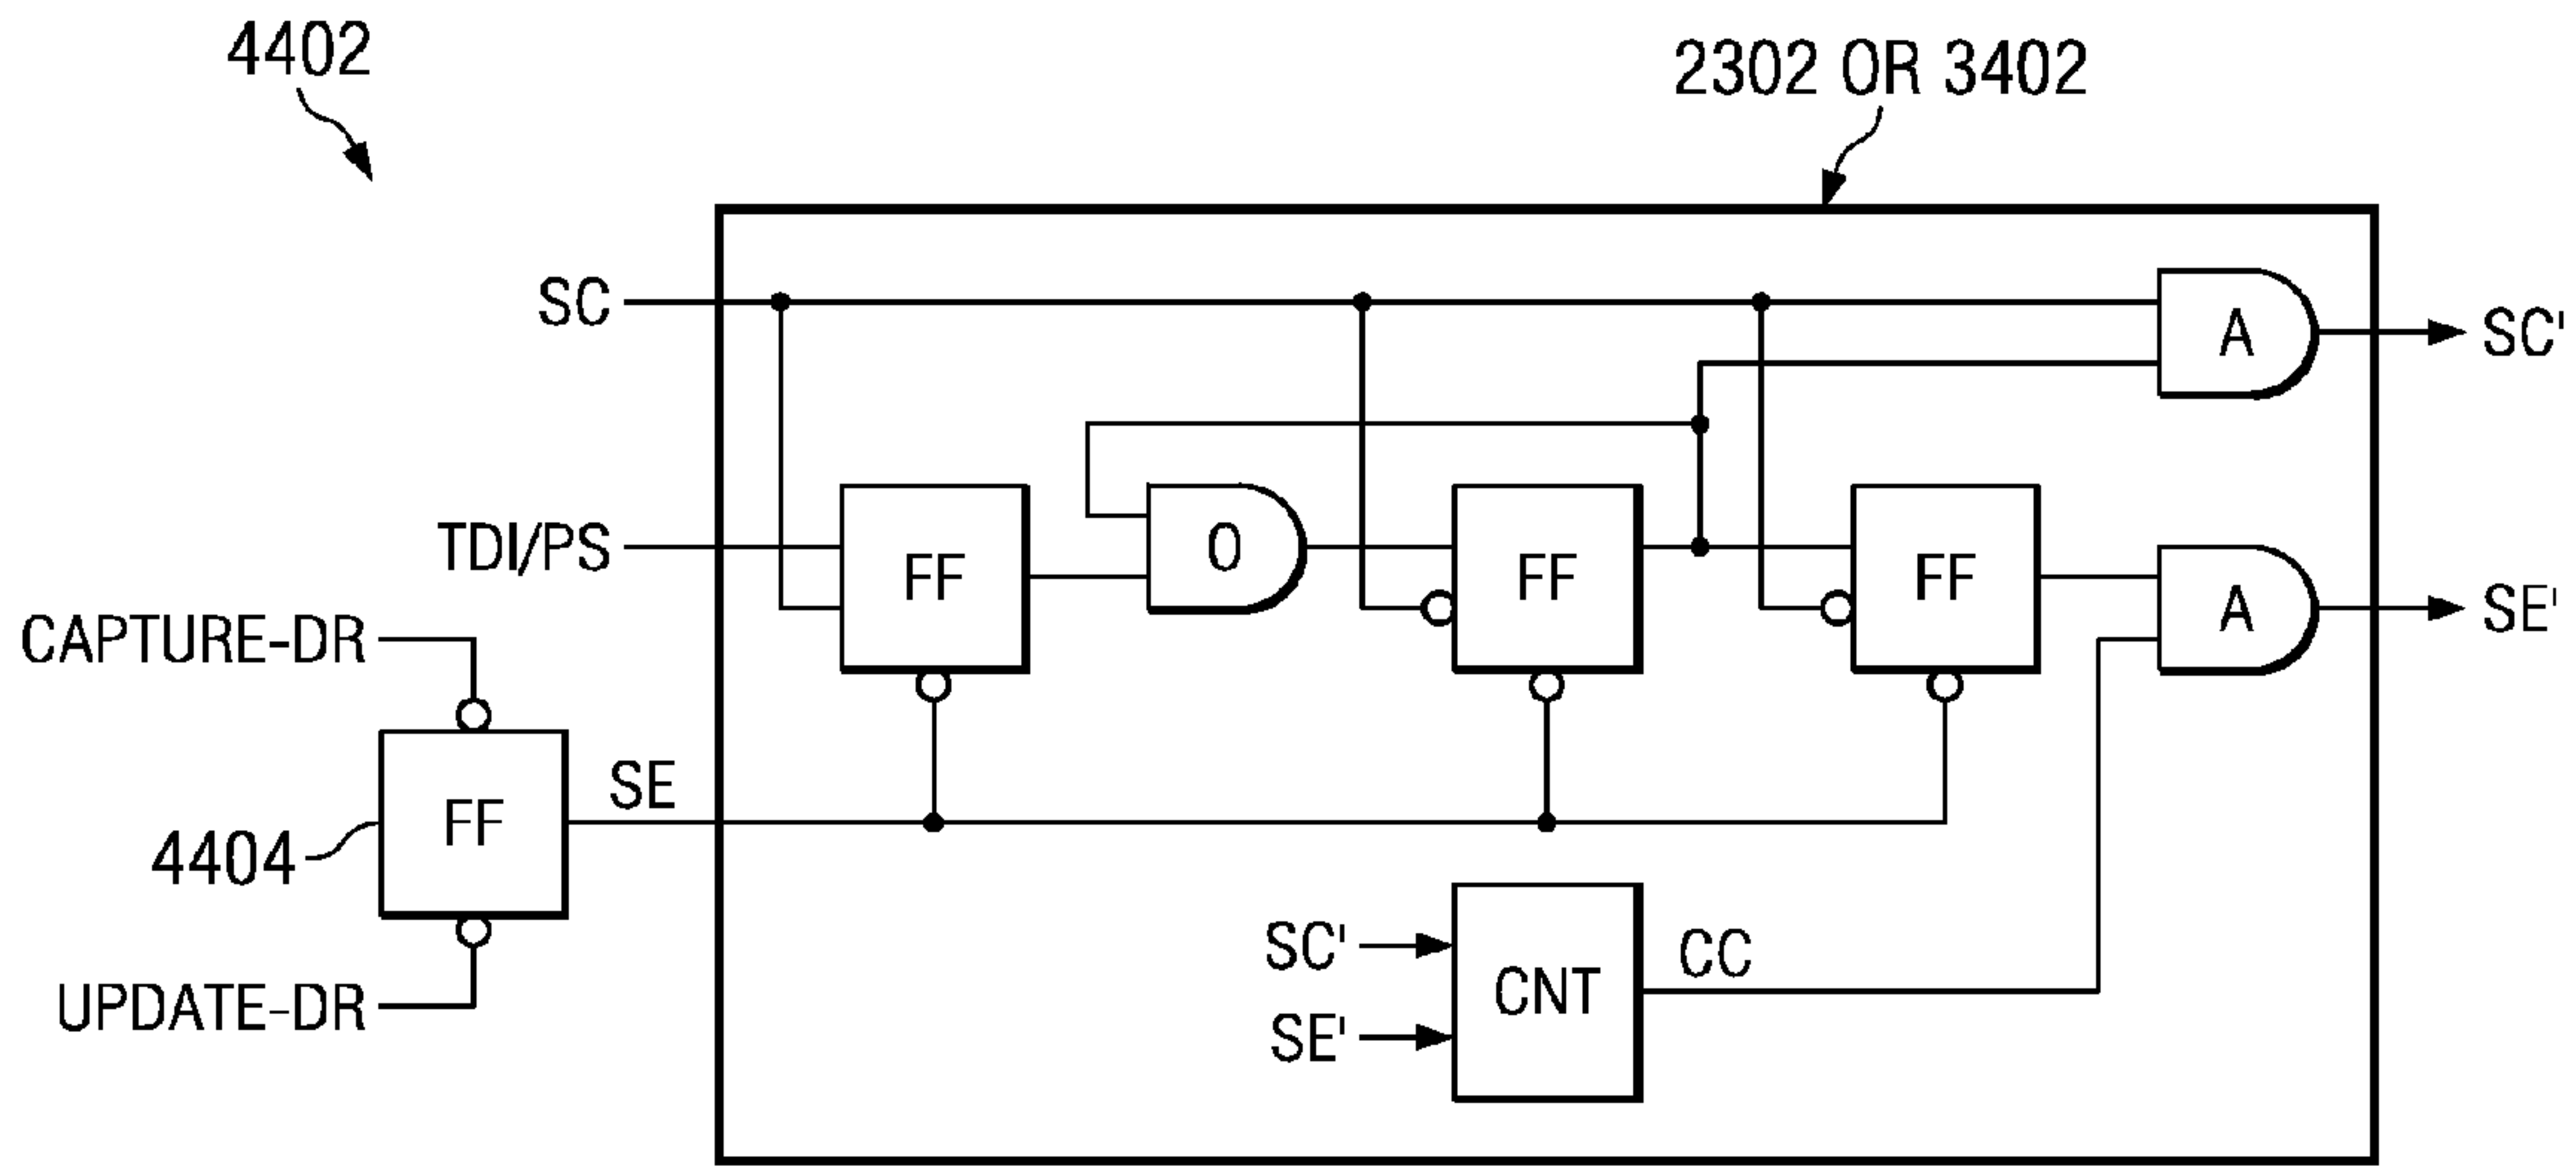 4402
2302 OR 3402
SC
A
SC'
TDI/PS
FF
O
FF
FF
A
SE'
CAPTURE-DR
FF
SE
4404
UPDATE-DR
SC'
SE'
CNT
CC